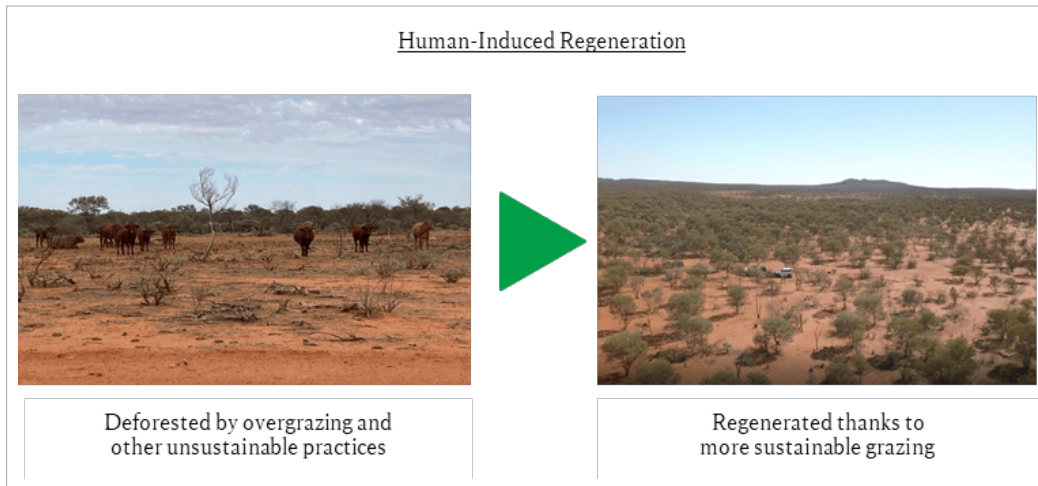 Human-Induced Regeneration
Deforested by overgrazing and
other unsustainable practices
Regenerated thanks to
more sustainable grazing